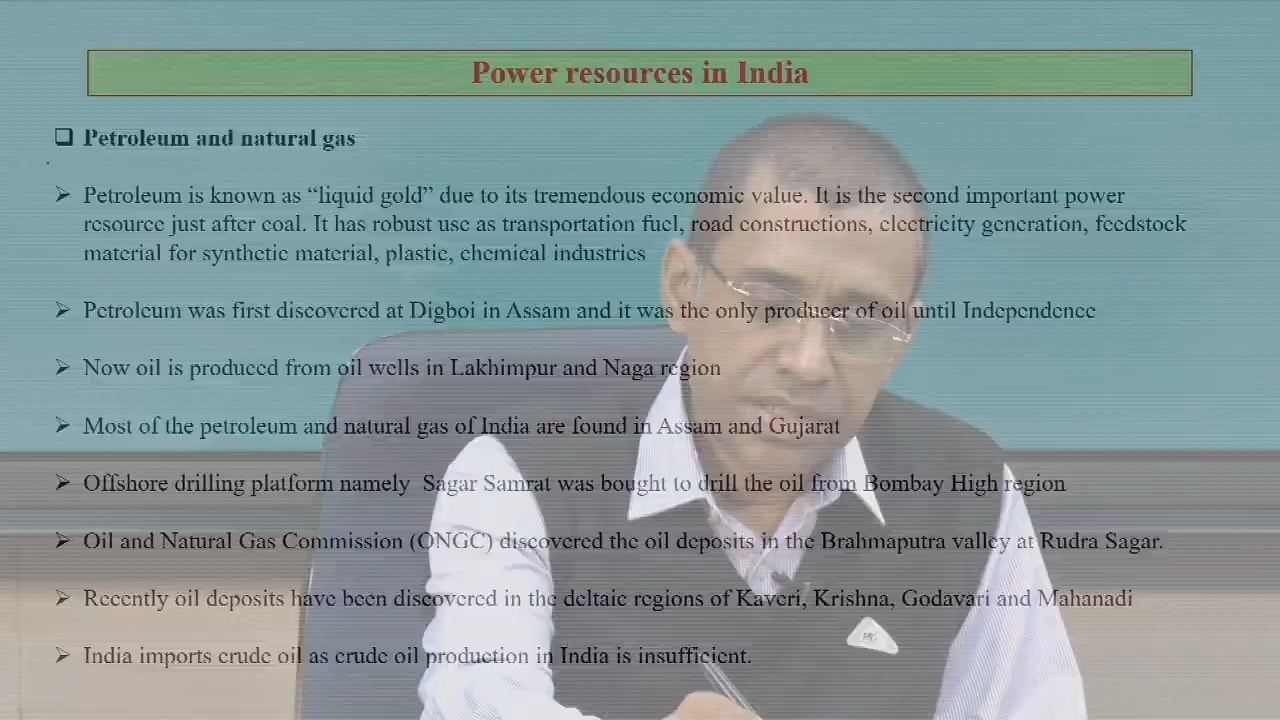 Power resources in India
❑ Petroleum and natural gas
➢ Petroleum is known as “liquid gold” due to its tremendous economic value. It is the second important power
resource just after coal. It has robust use as transportation fuel, road constructions, electricity generation, feedstock
material for synthetic material, plastic, chemical industries
➢ Petroleum was first discovered at Digboi in Assam and it was the only producer of oil until Independence
➢ Now oil is produced from oil wells in Lakhimpur and Naga region
➢ Most of the petroleum and natural gas of India are found in Assam and Gujarat
➢ Offshore drilling platform namely Sagar Samrat was bought to drill the oil from Bombay High region
➢ Oil and Natural Gas Commission (ONGC) discovered the oil deposits in the Brahmaputra valley at Rudra Sagar.
➢ Recently oil deposits have been discovered in the deltaic regions of Kaveri, Krishna, Godavari and Mahanadi
➢ India imports crude oil as crude oil production in India is insufficient.